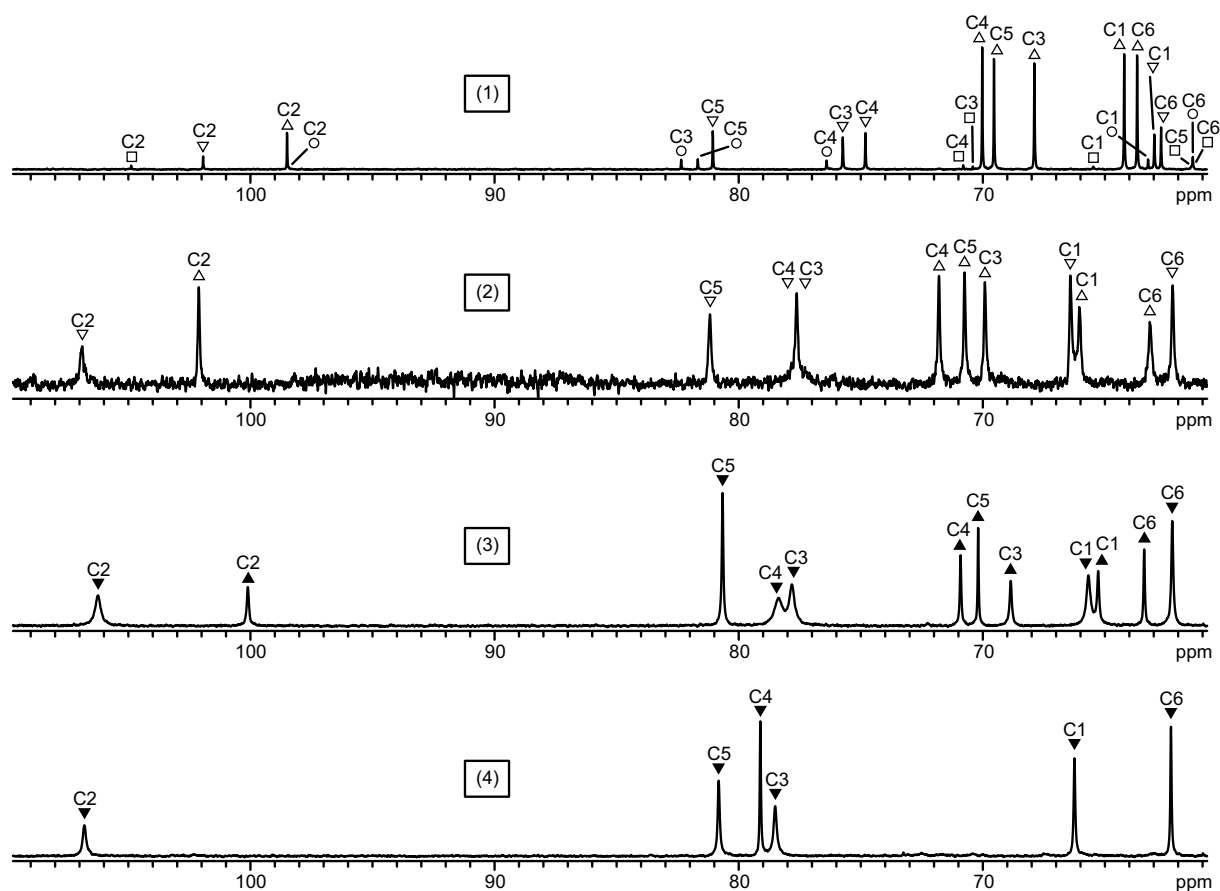 C4 C5 C3 C1 C6 C1
(1)
C2 C2 C2 C2 C3 C5 C5 C4 C3 C4 C4 C3 C1 C1 C6 C6 C5 C6
100 90 80 70 ppm
C2 C2 C5 C4 C3 C4 C5 C3 C1 C1 C6 C6
(2)
100 90 80 70 ppm
C2 C2 C5 C4 C3 C4 C5 C3 C1 C1 C6 C6
(3)
100 90 80 70 ppm
C2 C5 C4 C3 C1 C6
(4)
100 90 80 70 ppm